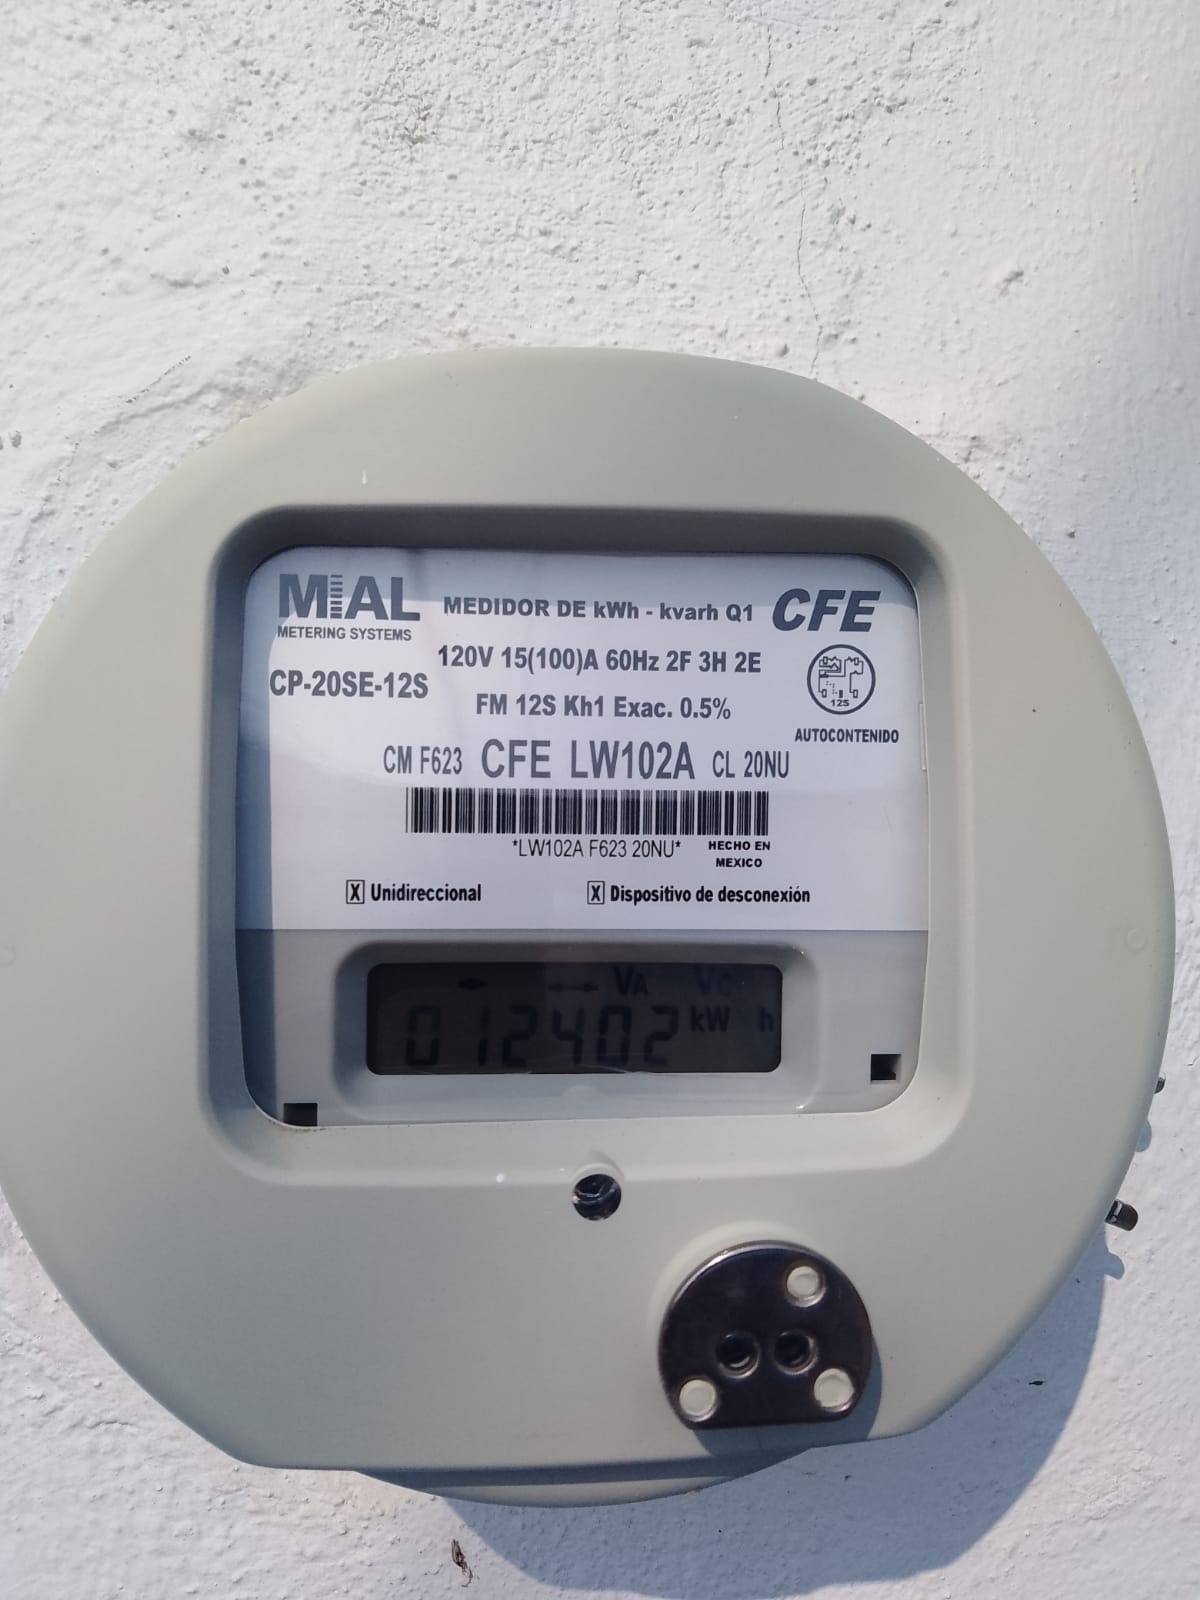 MIAL
METERING SYSTEMS
MEDIDOR DE kWh - kvarh Q1
CFE
120V 15(100)A 60Hz 2F 3H 2E
CP-20SE-12S
FM 12S Kh1 Exac. 0.5%
12S
AUTOCONTENIDO
CM F623 CFE LW102A CL 20NU
*LW102A F623 20NU*
HECHO EN
MEXICO
X Unidireccional
X Dispositivo de desconexión
VA VC
012402 kW h